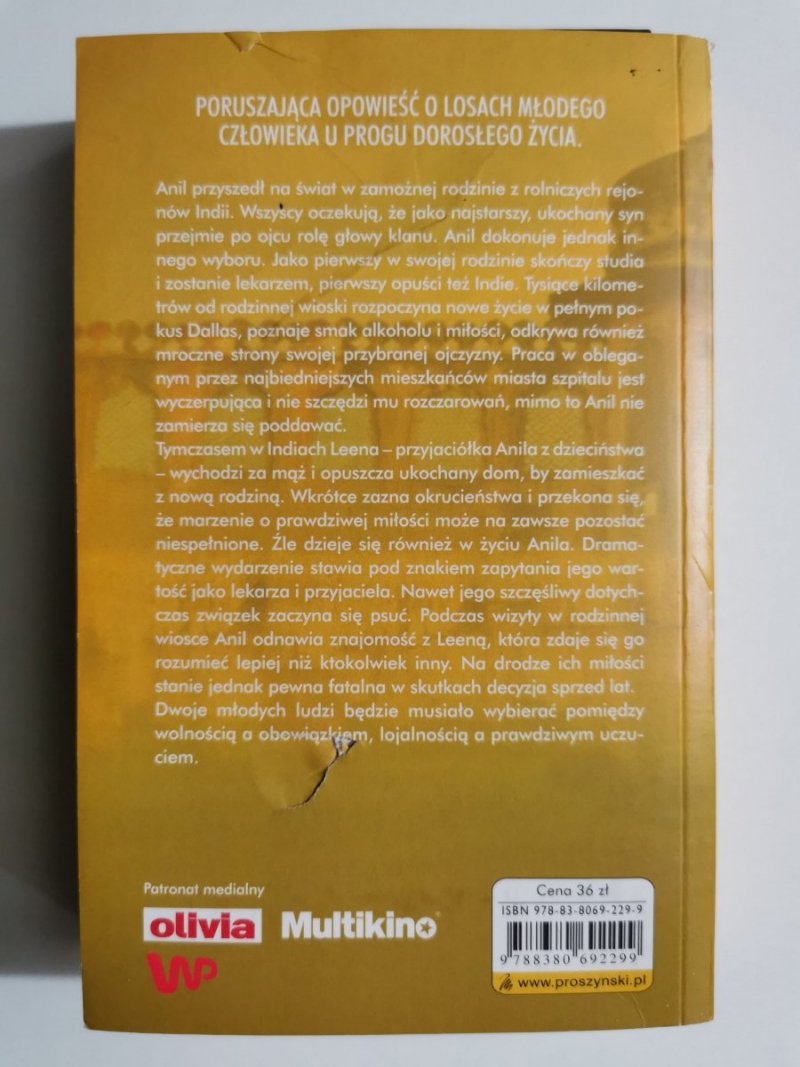 PORUSZAJĄCA OPOWIEŚĆ O LOSACH MŁODEGO
CZŁOWIEKA U PROGU DOROSŁEGO ŻYCIA.
Anil przyszedł na świat w zamożnej rodzinie z rolniczych rejo-
nów Indii. Wszyscy oczekują, że jako najstarszy, ukochany syn
przejmie po ojcu rolę głowy klanu. Anil dokonuje jednak in-
nego wyboru. Jako pierwszy w swojej rodzinie skończy studia
i zostanie lekarzem, pierwszy opuści też Indie. Tysiące kilome-
trów od rodzinnej wioski rozpoczyna nowe życie w pełnym po-
kus Dallas, poznaje smak alkoholu i miłości, odkrywa również
mroczne strony swojej przybranej ojczyzny. Praca w oblega-
nym przez najbiedniejszych mieszkańców miasta szpitalu jest
wyczerpująca i nie szczędzi mu rozczarowań, mimo to Anil nie
zamierza się poddawać.
Tymczasem w Indiach Leena – przyjaciółka Anila z dzieciństwa
– wychodzi za mąż i opuszcza ukochany dom, by zamieszkać
z nową rodziną. Wkrótce zazna okrucieństwa i przekona się,
że marzenie o prawdziwej miłości może na zawsze pozostać
niespełnione. Źle dzieje się również w życiu Anila. Drama-
tyczne wydarzenie stawia pod znakiem zapytania jego war-
tość jako lekarza i przyjaciela. Nawet jego szczęśliwy dotych-
czas związek zaczyna się psuć. Podczas wizyty w rodzinnej
wiosce Anil odnawia znajomość z Leeną, która zdaje się go
rozumieć lepiej niż ktokolwiek inny. Na drodze ich miłości
stanie jednak pewna fatalna w skutkach decyzja sprzed lat.
Dwoje młodych ludzi będzie musiało wybierać pomiędzy
wolnością a obowiązkiem, lojalnością a prawdziwym uczu-
ciem.
Patronat medialny
olivia Multikino
WP
Cena 36 zł
ISBN 978-83-8069-229-9
9 788380 692299
www.proszynski.pl